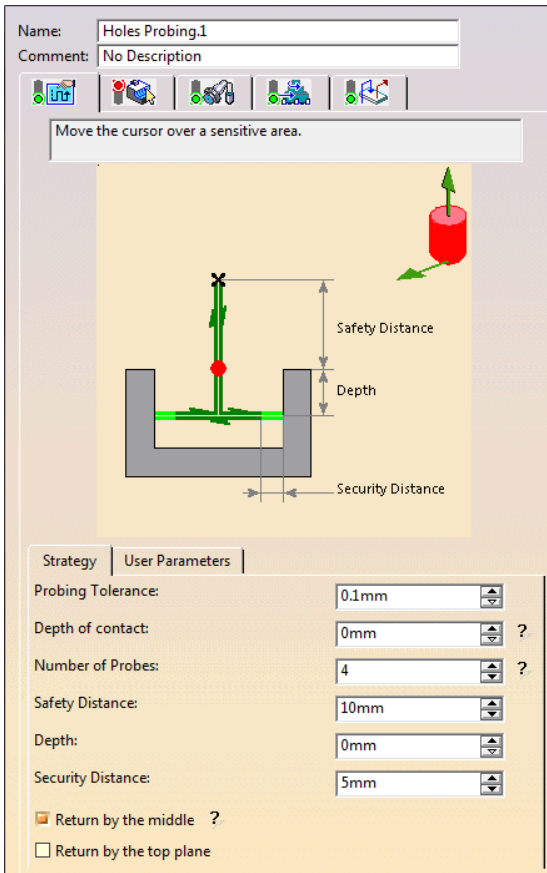 Name: Holes Probing.1
Comment: No Description
Move the cursor over a sensitive area.
Safety Distance
Depth
Security Distance
Strategy User Parameters
Probing Tolerance: 0.1mm
Depth of contact: 0mm ?
Number of Probes: 4 ?
Safety Distance: 10mm
Depth: 0mm
Security Distance: 5mm
Return by the middle ?
Return by the top plane